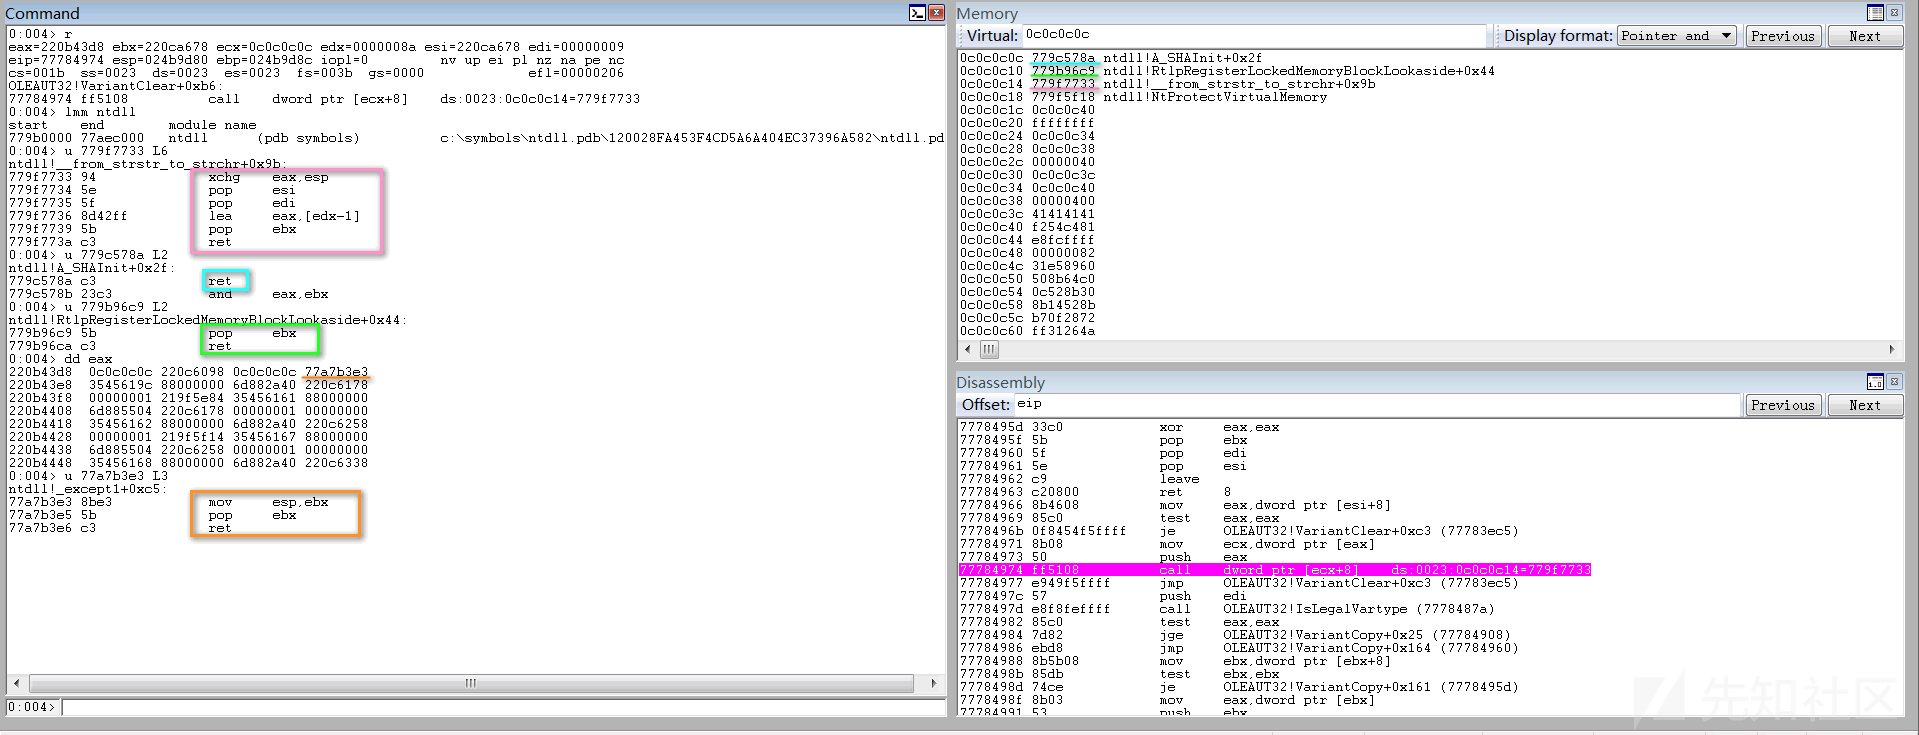 Command
0:004> r
eax=220b43d8 ebx=220ca678 ecx=0c0c0c0c edx=0000008a esi=220ca678 edi=00000009
eip=77784974 esp=024b9d80 ebp=024b9d8c iopl=0         nv up ei pl nz na pe nc
cs=001b  ss=0023  ds=0023  es=0023  fs=003b  gs=0000             efl=00000206
OLEAUT32!VariantClear+0xb6:
77784974 ff5108          call    dword ptr [ecx+8]    ds:0023:0c0c0c14=779f7733
0:004> lmm ntdll
start    end        module name
779b0000 77aec000   ntdll      (pdb symbols)          c:\symbols\ntdll.pdb\120028FA453F4CD5A6A404EC37396A582\ntdll.pd
0:004> u 779f7733 L6
ntdll!__from_strstr_to_strchr+0x9b:
779f7733 94              xchg    eax,esp
779f7734 5e              pop     esi
779f7735 5f              pop     edi
779f7736 8d42ff          lea     eax,[edx-1]
779f7739 5b              pop     ebx
779f773a c3              ret
0:004> u 779c578a L2
ntdll!A_SHAInit+0x2f:
779c578a c3              ret
779c578b 23c3            and     eax,ebx
0:004> u 779b96c9 L2
ntdll!RtlpRegisterLockedMemoryBlockLookaside+0x44:
779b96c9 5b              pop     ebx
779b96ca c3              ret
0:004> dd eax
220b43d8  0c0c0c0c 220c6098 0c0c0c0c 77a7b3e3
220b43e8  3545619c 88000000 6d882a40 220c6178
220b43f8  00000001 219f5e84 35456161 88000000
220b4408  6d885504 220c6178 00000001 00000000
220b4418  35456162 88000000 6d882a40 220c6258
220b4428  00000001 219f5f14 35456167 88000000
220b4438  6d885504 220c6258 00000001 00000000
220b4448  35456168 88000000 6d882a40 220c6338
0:004> u 77a7b3e3 L3
ntdll!_except1+0xc5:
77a7b3e3 8be3            mov     esp,ebx
77a7b3e5 5b              pop     ebx
77a7b3e6 c3              ret
0:004>
Memory
Virtual: 0c0c0c0c Display format: Pointer and Previous Next
0c0c0c0c 779c578a ntdll!A_SHAInit+0x2f
0c0c0c10 779b96c9 ntdll!RtlpRegisterLockedMemoryBlockLookaside+0x44
0c0c0c14 779f7733 ntdll!__from_strstr_to_strchr+0x9b
0c0c0c18 779f5f18 ntdll!NtProtectVirtualMemory
0c0c0c1c 0c0c0c40
0c0c0c20 ffffffff
0c0c0c24 0c0c0c34
0c0c0c28 0c0c0c38
0c0c0c2c 00000040
0c0c0c30 0c0c0c3c
0c0c0c34 0c0c0c40
0c0c0c38 00000400
0c0c0c3c 41414141
0c0c0c40 f254c481
0c0c0c44 e8fcffff
0c0c0c48 00000082
0c0c0c4c 31e58960
0c0c0c50 508b64c0
0c0c0c54 0c528b30
0c0c0c58 8b14528b
0c0c0c5c b70f2872
0c0c0c60 ff31264a
Disassembly
Offset: eip Previous Next
7778495d 33c0            xor     eax,eax
7778495f 5b              pop     ebx
77784960 5f              pop     edi
77784961 5e              pop     esi
77784962 c9              leave
77784963 c20800          ret     8
77784966 8b4608          mov     eax,dword ptr [esi+8]
77784969 85c0            test    eax,eax
7778496b 0f8454f5ffff    je      OLEAUT32!VariantClear+0xc3 (77783ec5)
77784971 8b08            mov     ecx,dword ptr [eax]
77784973 50              push    eax
77784974 ff5108          call    dword ptr [ecx+8]    ds:0023:0c0c0c14=779f7733
77784977 e949f5ffff      jmp     OLEAUT32!VariantClear+0xc3 (77783ec5)
7778497c 57              push    edi
7778497d e8f8feffff      call    OLEAUT32!IsLegalVartype (7778487a)
77784982 85c0            test    eax,eax
77784984 7d82            jge     OLEAUT32!VariantCopy+0x25 (77784908)
77784986 ebd8            jmp     OLEAUT32!VariantCopy+0x164 (77784960)
77784988 8b5b08          mov     ebx,dword ptr [ebx+8]
7778498b 85db            test    ebx,ebx
7778498d 74ce            je      OLEAUT32!VariantCopy+0x161 (7778495d)
7778498f 8b03            mov     eax,dword ptr [ebx]
77784991 53              push    ebx
先知社区